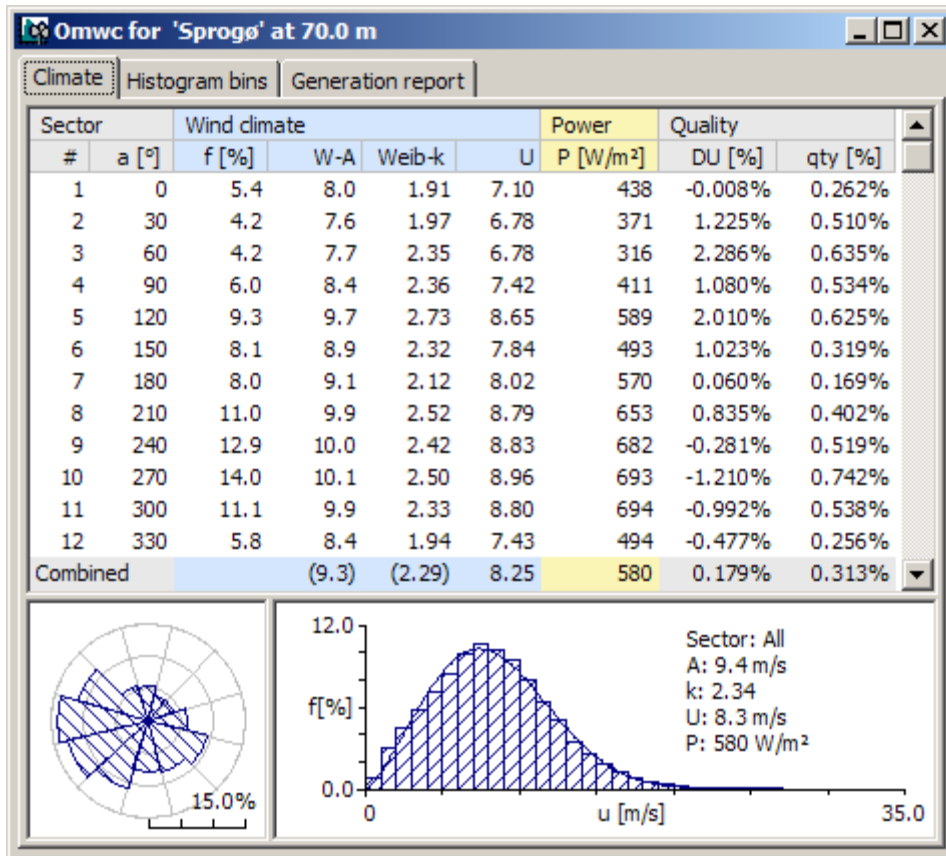 Omwc for 'Sprogø' at 70.0 m
Climate Histogram bins Generation report
Sector Wind climate Power Quality
# a [º] f [%] W-A Weib-k U P [W/m²] DU [%] qty [%]
1 0 5.4 8.0 1.91 7.10 438 -0.008% 0.262%
2 30 4.2 7.6 1.97 6.78 371 1.225% 0.510%
3 60 4.2 7.7 2.35 6.78 316 2.286% 0.635%
4 90 6.0 8.4 2.36 7.42 411 1.080% 0.534%
5 120 9.3 9.7 2.73 8.65 589 2.010% 0.625%
6 150 8.1 8.9 2.32 7.84 493 1.023% 0.319%
7 180 8.0 9.1 2.12 8.02 570 0.060% 0.169%
8 210 11.0 9.9 2.52 8.79 653 0.835% 0.402%
9 240 12.9 10.0 2.42 8.83 682 -0.281% 0.519%
10 270 14.0 10.1 2.50 8.96 693 -1.210% 0.742%
11 300 11.1 9.9 2.33 8.80 694 -0.992% 0.538%
12 330 5.8 8.4 1.94 7.43 494 -0.477% 0.256%
Combined (9.3) (2.29) 8.25 580 0.179% 0.313%
15.0%
12.0
f[%]
0.0
0 u [m/s] 35.0
Sector: All
A: 9.4 m/s
k: 2.34
U: 8.3 m/s
P: 580 W/m²